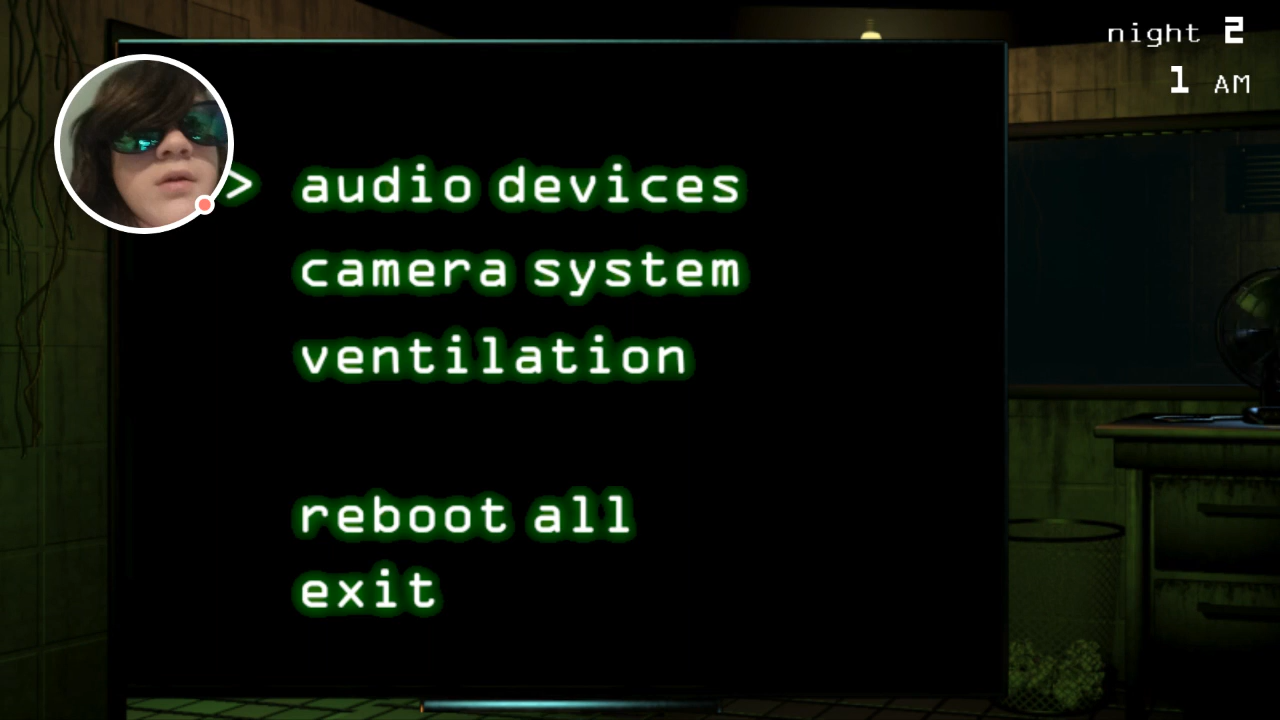 night 2
1 AM
> audio devices
camera system
ventilation
reboot all
exit